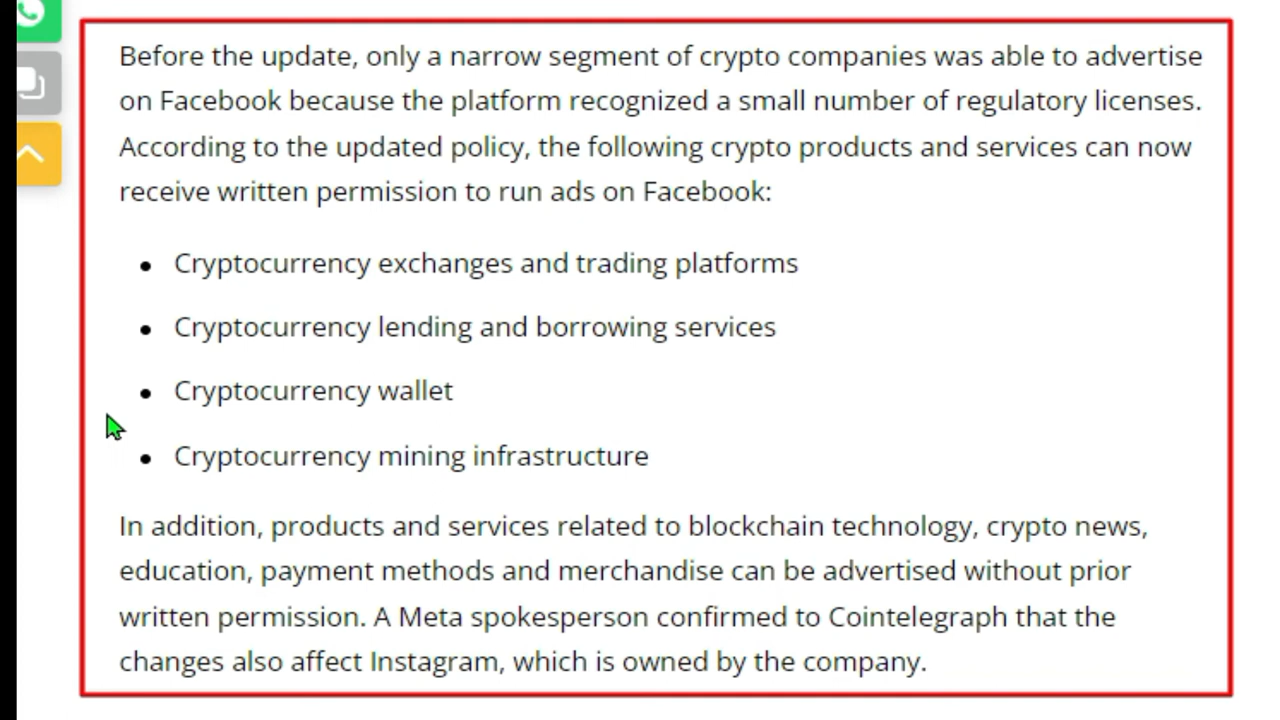 Before the update, only a narrow segment of crypto companies was able to advertise
on Facebook because the platform recognized a small number of regulatory licenses.
According to the updated policy, the following crypto products and services can now
receive written permission to run ads on Facebook:
• Cryptocurrency exchanges and trading platforms
• Cryptocurrency lending and borrowing services
• Cryptocurrency wallet
• Cryptocurrency mining infrastructure
In addition, products and services related to blockchain technology, crypto news,
education, payment methods and merchandise can be advertised without prior
written permission. A Meta spokesperson confirmed to Cointelegraph that the
changes also affect Instagram, which is owned by the company.